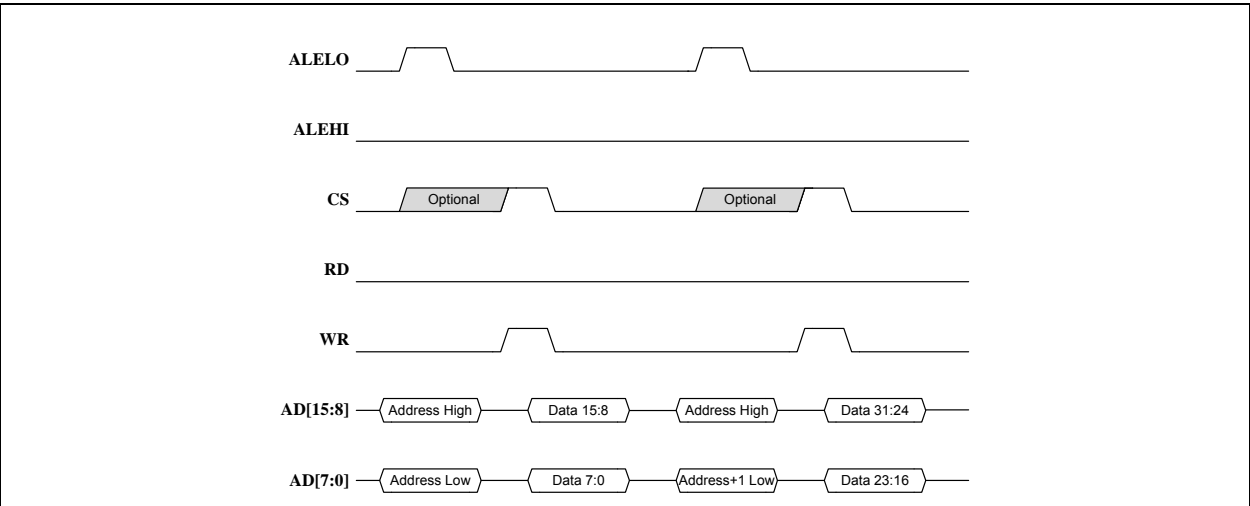 ALELO
ALEHI
CS Optional Optional
RD
WR
AD[15:8] Address High Data 15:8 Address High Data 31:24
AD[7:0] Address Low Data 7:0 Address+1 Low Data 23:16